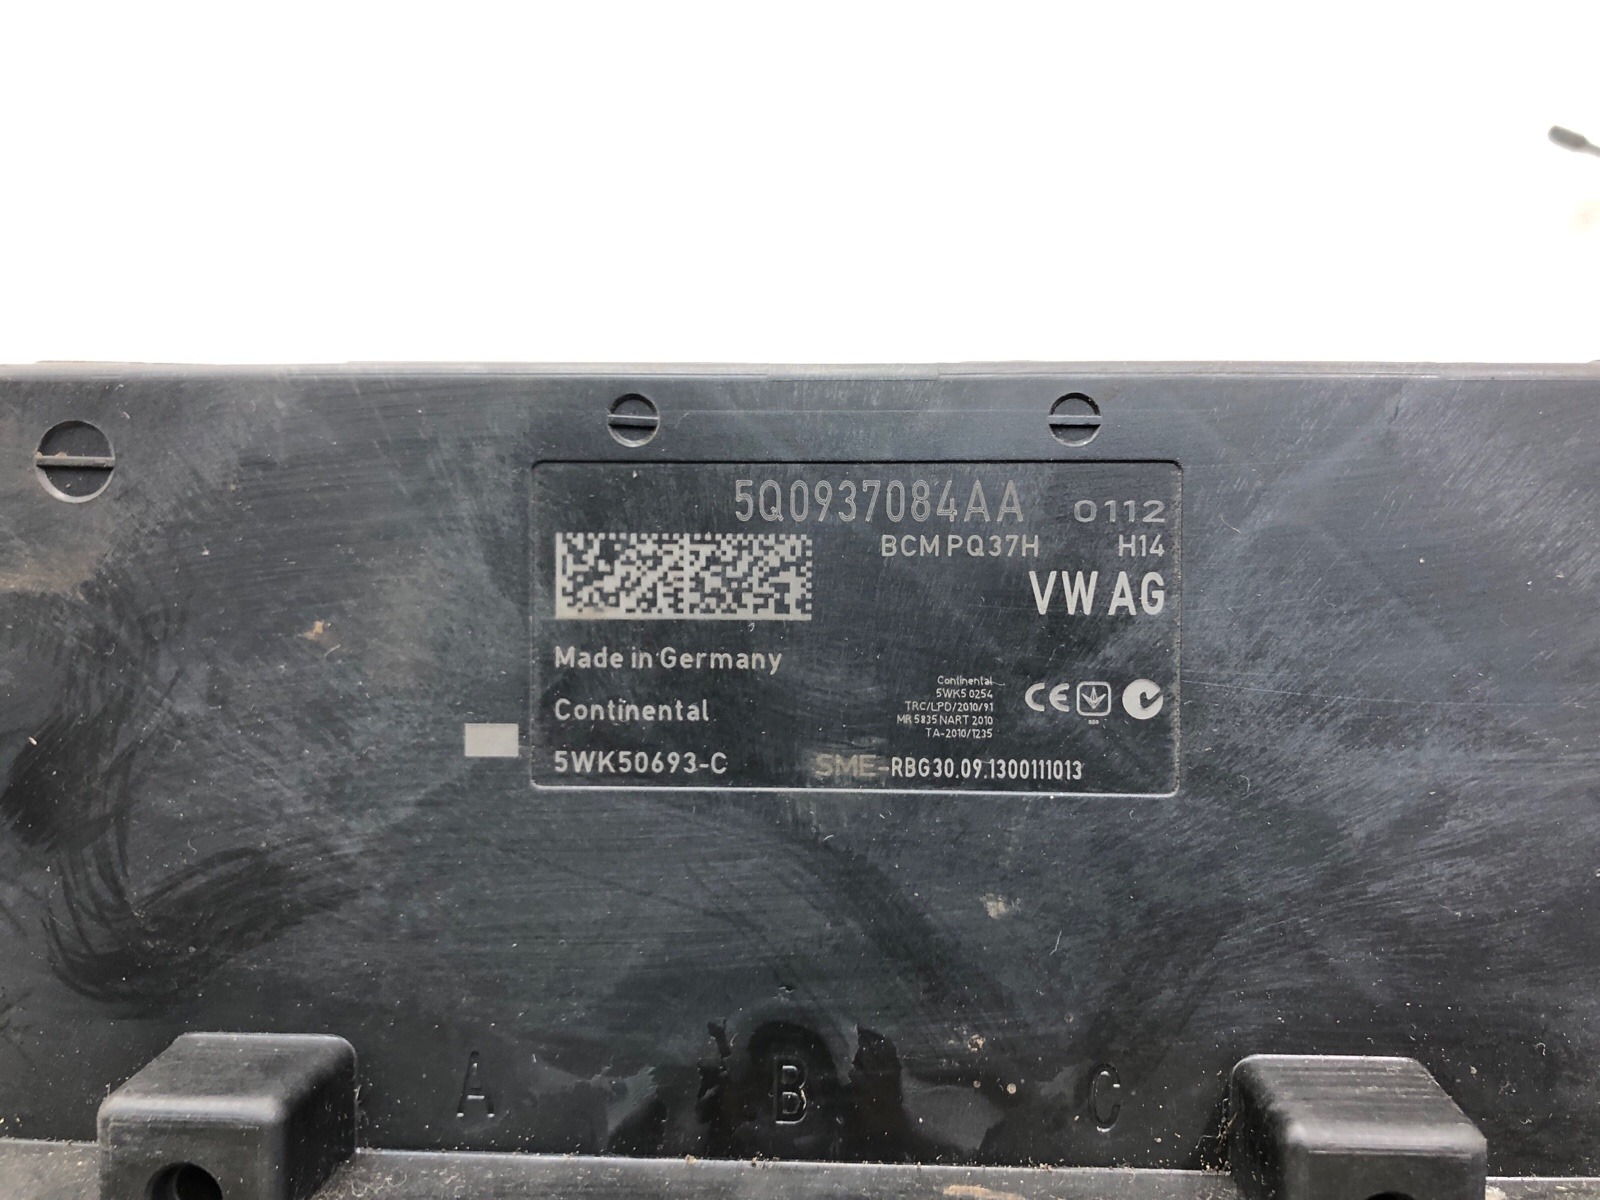 5Q0937084AA 0112
BCM PQ37H H14
VW AG
Made in Germany
Continental
5WK50693-C
Continental
5WK5 0254
TRC/LPD/2010/91
MR 5835 NART 2010
TA-2010/1235
CE
SME-RBG30.09.1300111013
A B C